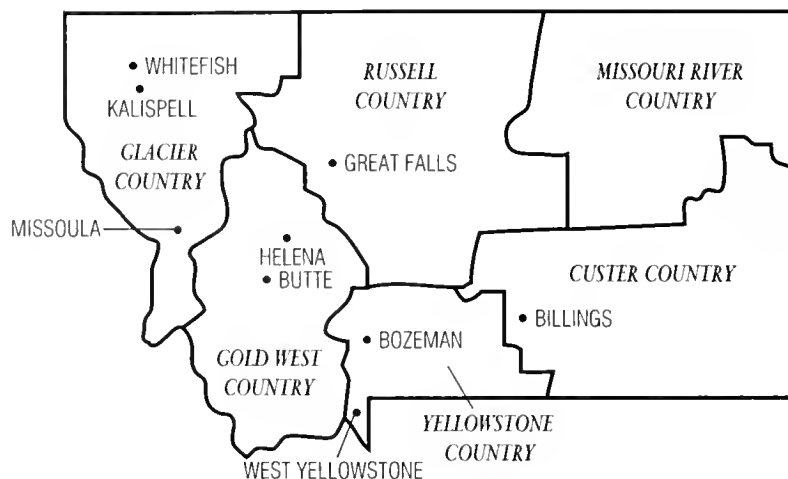 WHITEFISH
KALISPELL
GLACIER
COUNTRY
MISSOULA
RUSSELL
COUNTRY
GREAT FALLS
MISSOURI RIVER
COUNTRY
HELENA
BUTTE
GOLD WEST
COUNTRY
CUSTER COUNTRY
BILLINGS
BOZEMAN
YELLOWSTONE
COUNTRY
WEST YELLOWSTONE